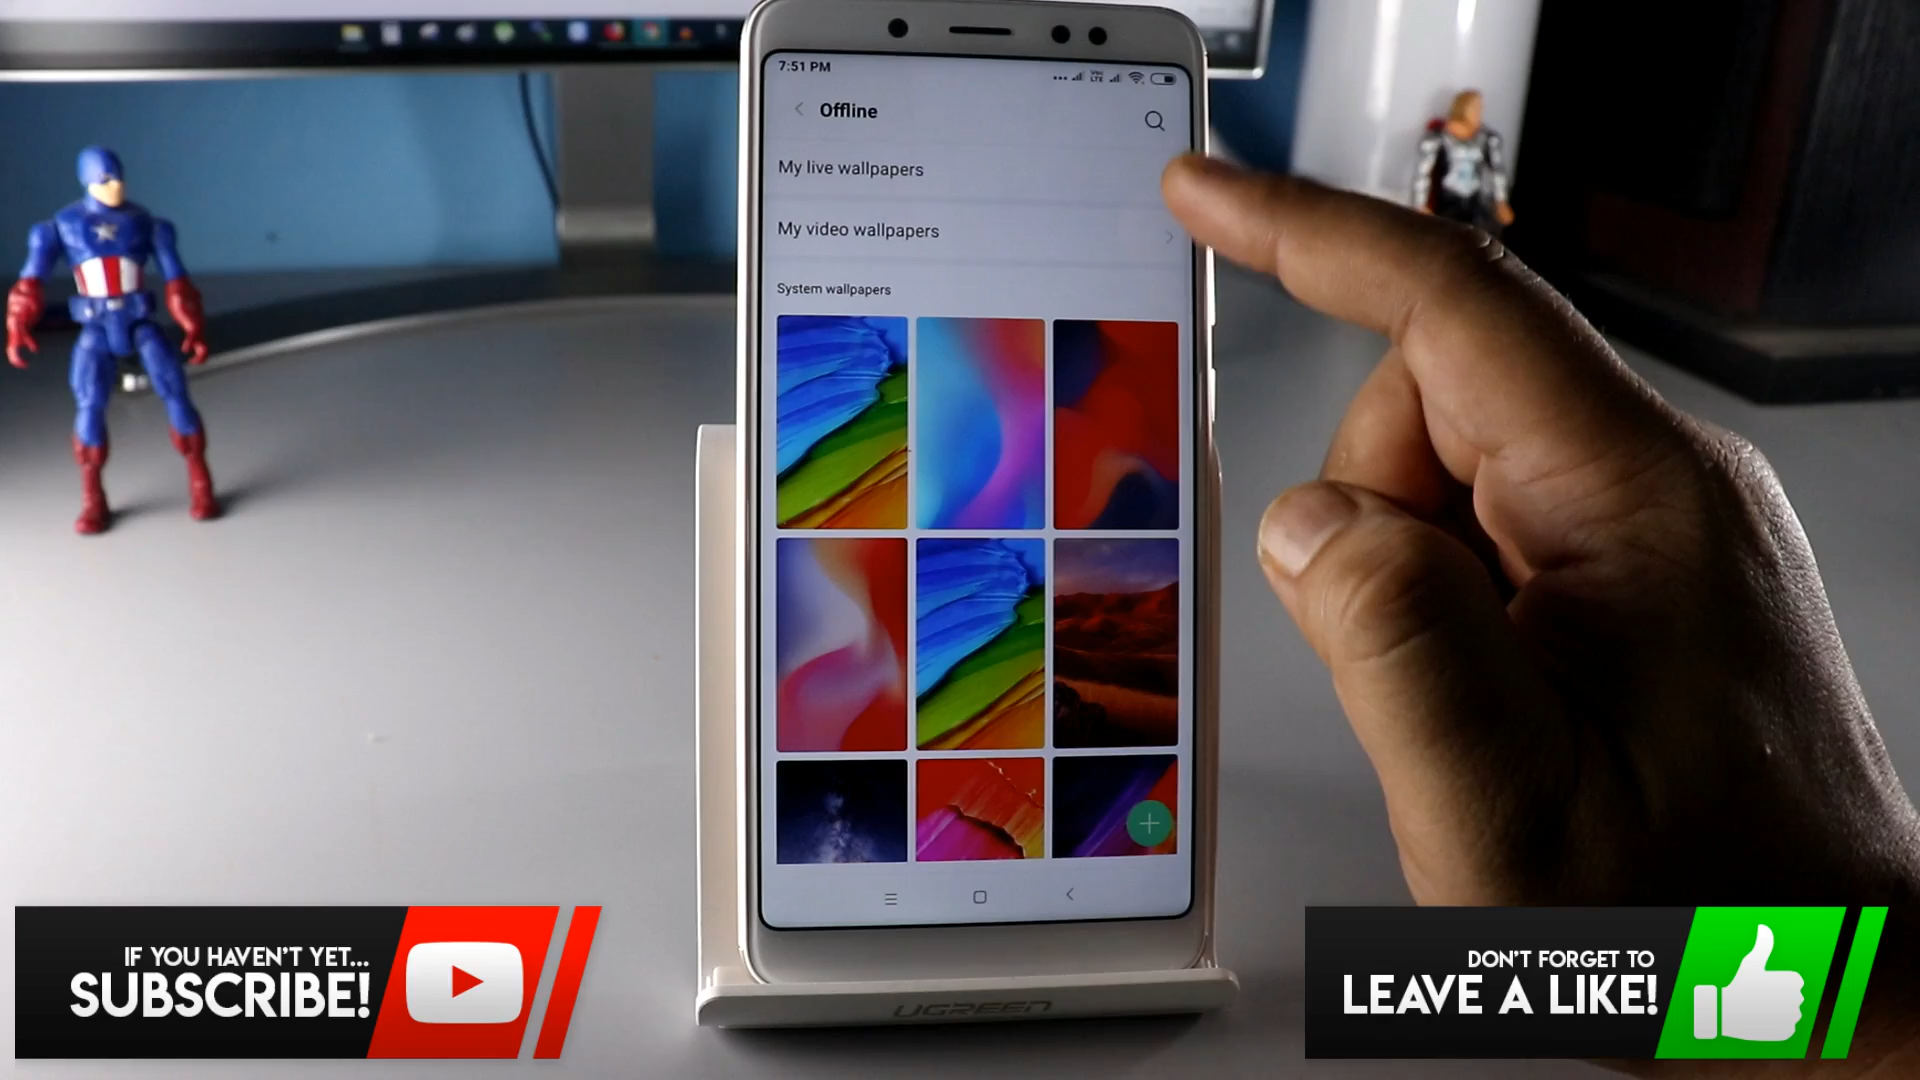 7:51 PM
VoLTE
Offline
My live wallpapers
My video wallpapers
System wallpapers
IF YOU HAVEN'T YET...
SUBSCRIBE!
DON'T FORGET TO
LEAVE A LIKE!
UGREEN